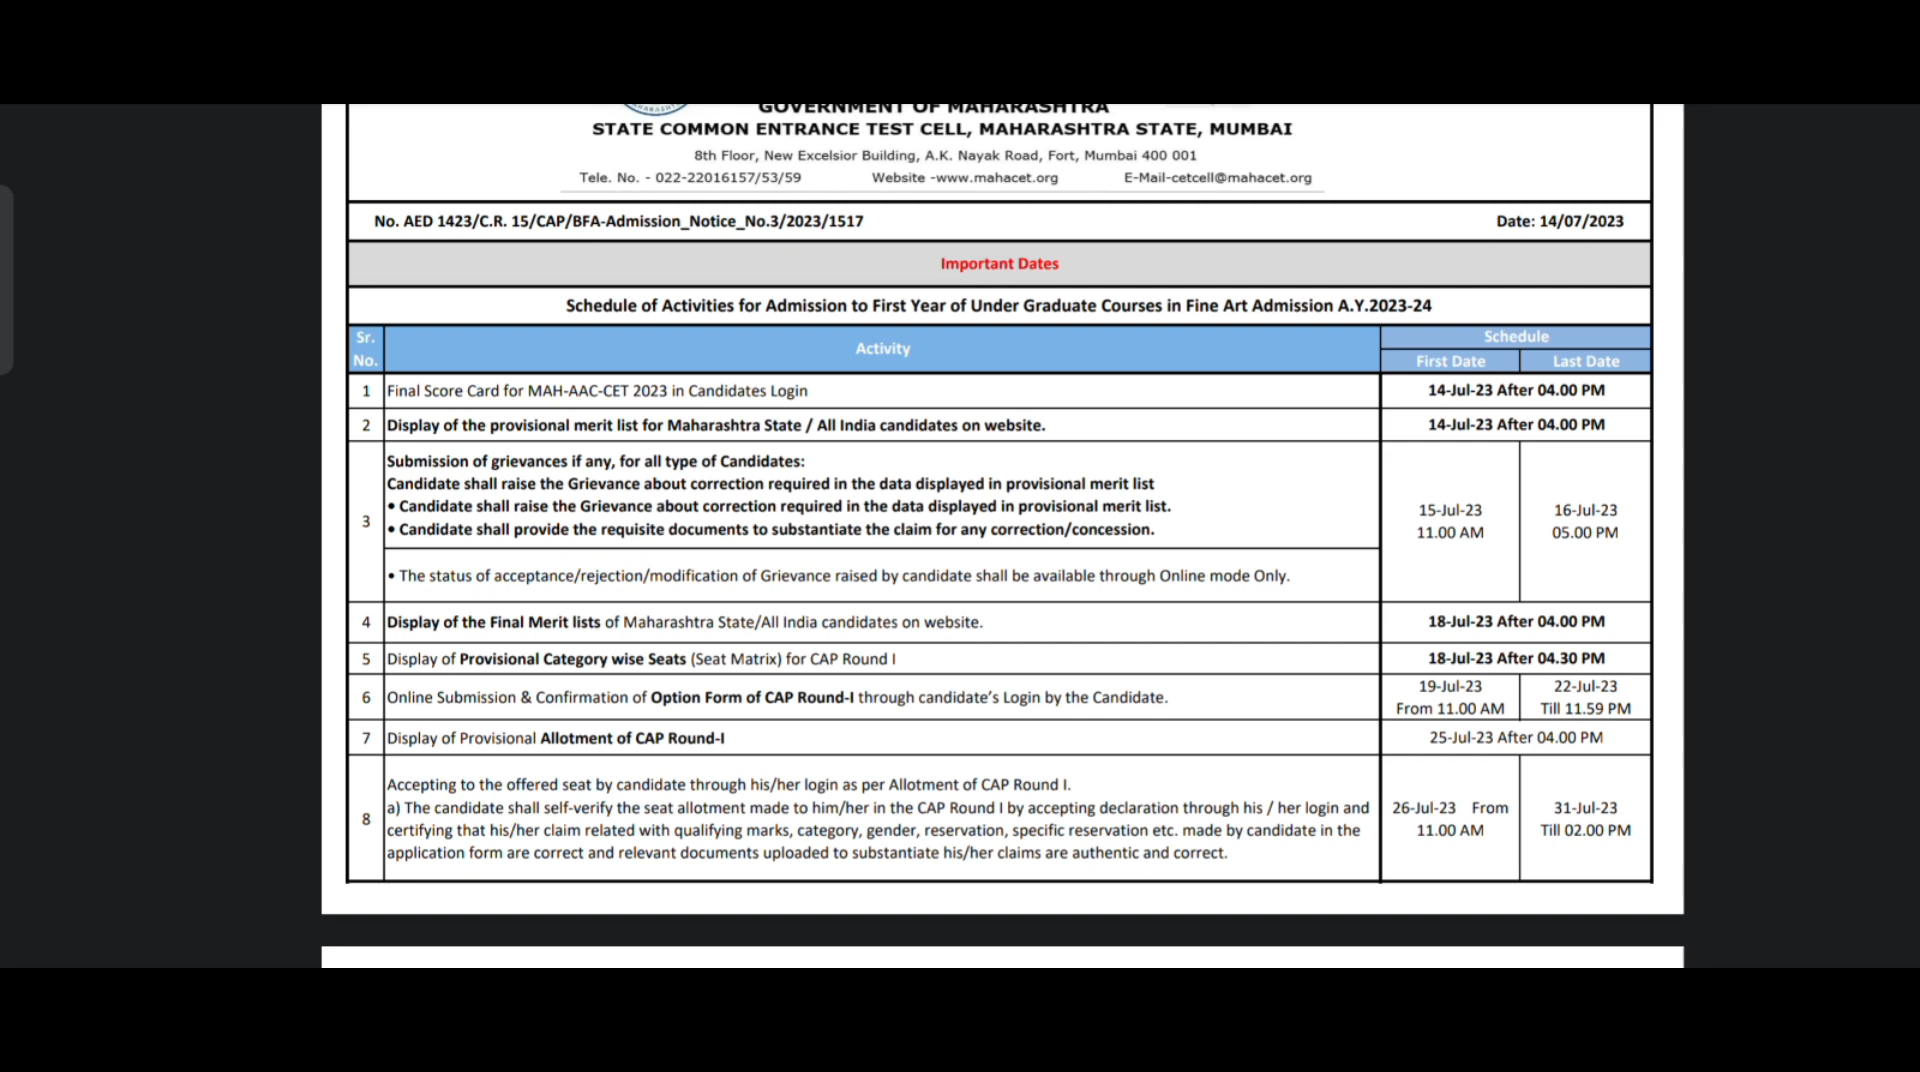 GOVERNMENT OF MAHARASHTRA
STATE COMMON ENTRANCE TEST CELL, MAHARASHTRA STATE, MUMBAI
8th Floor, New Excelsior Building, A.K. Nayak Road, Fort, Mumbai 400 001
Tele. No. - 022-22016157/53/59 Website -www.mahacet.org E-Mail-cetcell@mahacet.org
No. AED 1423/C.R. 15/CAP/BFA-Admission_Notice_No.3/2023/1517 Date: 14/07/2023
Important Dates
Schedule of Activities for Admission to First Year of Under Graduate Courses in Fine Art Admission A.Y.2023-24
Sr. No. Activity Schedule
First Date Last Date
1 Final Score Card for MAH-AAC-CET 2023 in Candidates Login 14-Jul-23 After 04.00 PM
2 Display of the provisional merit list for Maharashtra State / All India candidates on website. 14-Jul-23 After 04.00 PM
3 Submission of grievances if any, for all type of Candidates:
Candidate shall raise the Grievance about correction required in the data displayed in provisional merit list
• Candidate shall raise the Grievance about correction required in the data displayed in provisional merit list.
• Candidate shall provide the requisite documents to substantiate the claim for any correction/concession.
• The status of acceptance/rejection/modification of Grievance raised by candidate shall be available through Online mode Only.
15-Jul-23 16-Jul-23
11.00 AM 05.00 PM
4 Display of the Final Merit lists of Maharashtra State/All India candidates on website. 18-Jul-23 After 04.00 PM
5 Display of Provisional Category wise Seats (Seat Matrix) for CAP Round I 18-Jul-23 After 04.30 PM
6 Online Submission & Confirmation of Option Form of CAP Round-I through candidate's Login by the Candidate.
19-Jul-23 22-Jul-23
From 11.00 AM Till 11.59 PM
7 Display of Provisional Allotment of CAP Round-I 25-Jul-23 After 04.00 PM
8 Accepting to the offered seat by candidate through his/her login as per Allotment of CAP Round I.
a) The candidate shall self-verify the seat allotment made to him/her in the CAP Round I by accepting declaration through his / her login and
certifying that his/her claim related with qualifying marks, category, gender, reservation, specific reservation etc. made by candidate in the
application form are correct and relevant documents uploaded to substantiate his/her claims are authentic and correct.
26-Jul-23 From 31-Jul-23
11.00 AM Till 02.00 PM